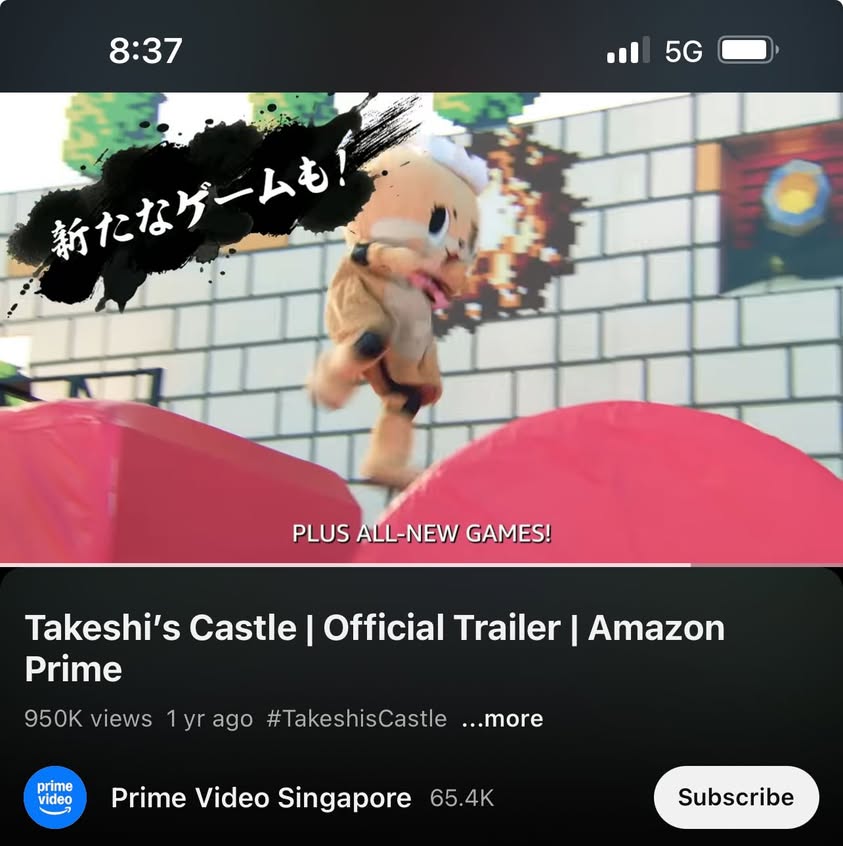 8:37
5G
新たなゲームも！
PLUS ALL-NEW GAMES!
Takeshi's Castle | Official Trailer | Amazon
Prime
950K views 1 yr ago #TakeshisCastle ...more
prime
video
Prime Video Singapore 65.4K
Subscribe